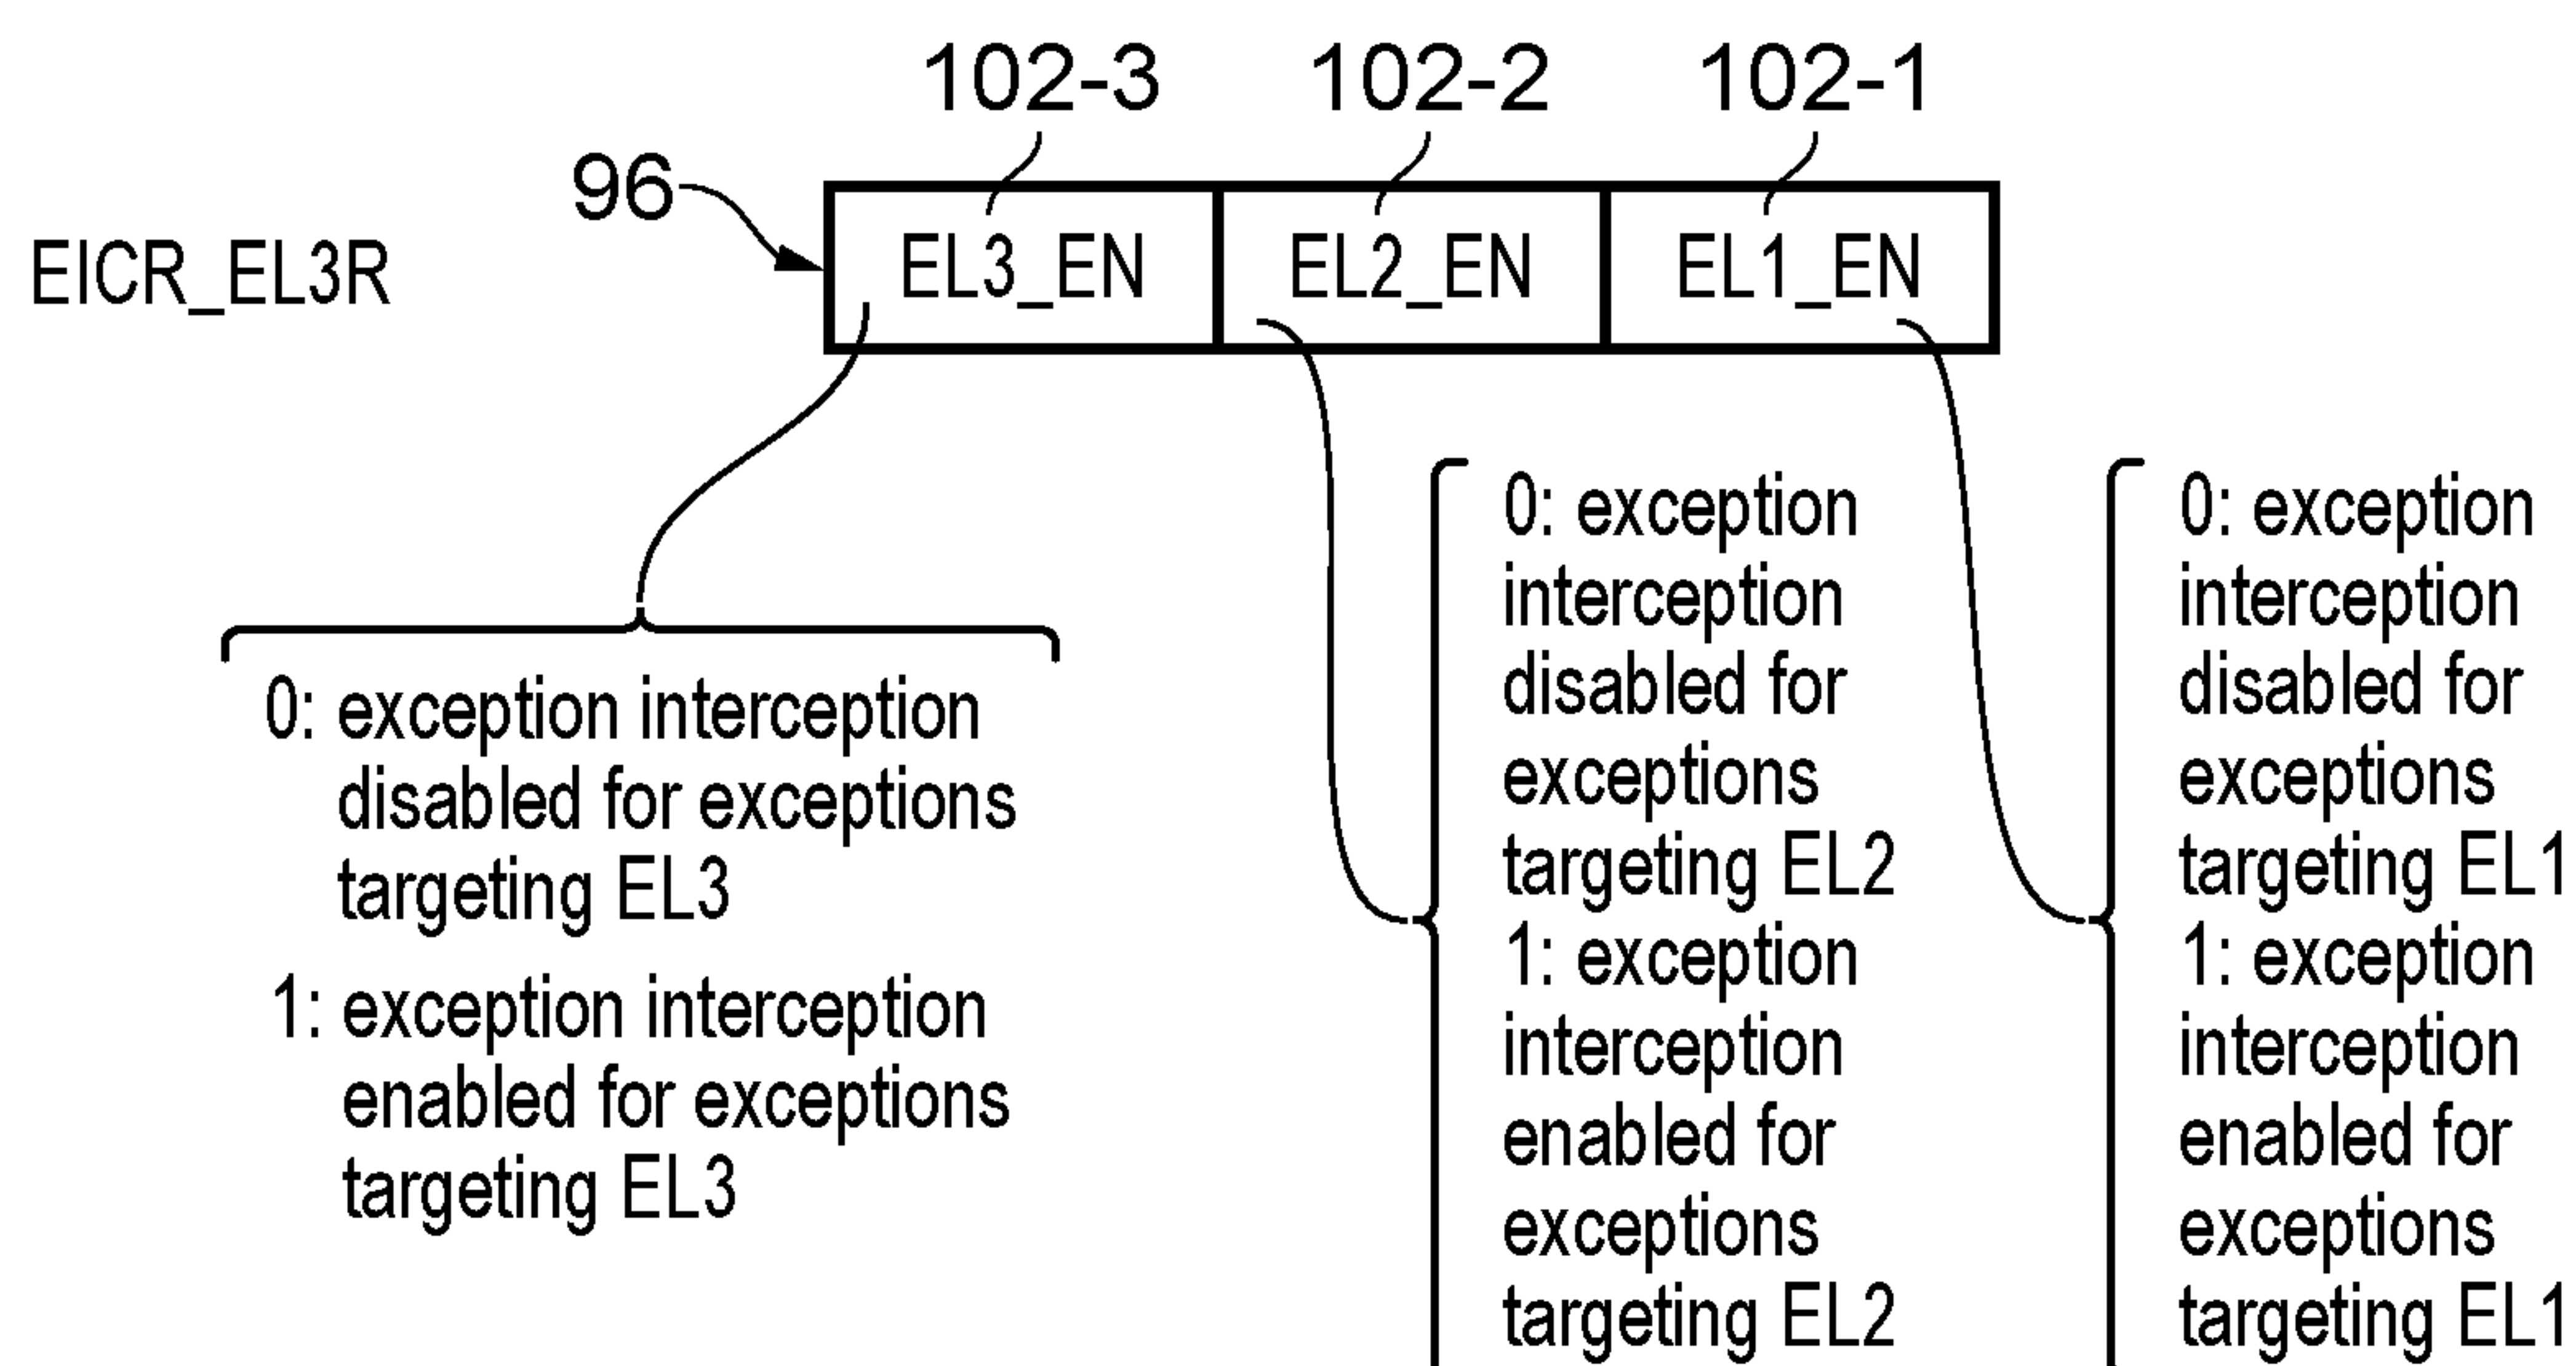 102-3 102-2 102-1
96
EICR_EL3R
EL3_EN EL2_EN EL1_EN
0: exception interception
disabled for exceptions
targeting EL3
1: exception interception
enabled for exceptions
targeting EL3
0: exception
interception
disabled for
exceptions
targeting EL2
1: exception
interception
enabled for
exceptions
targeting EL2
0: exception
interception
disabled for
exceptions
targeting EL1
1: exception
interception
enabled for
exceptions
targeting EL1